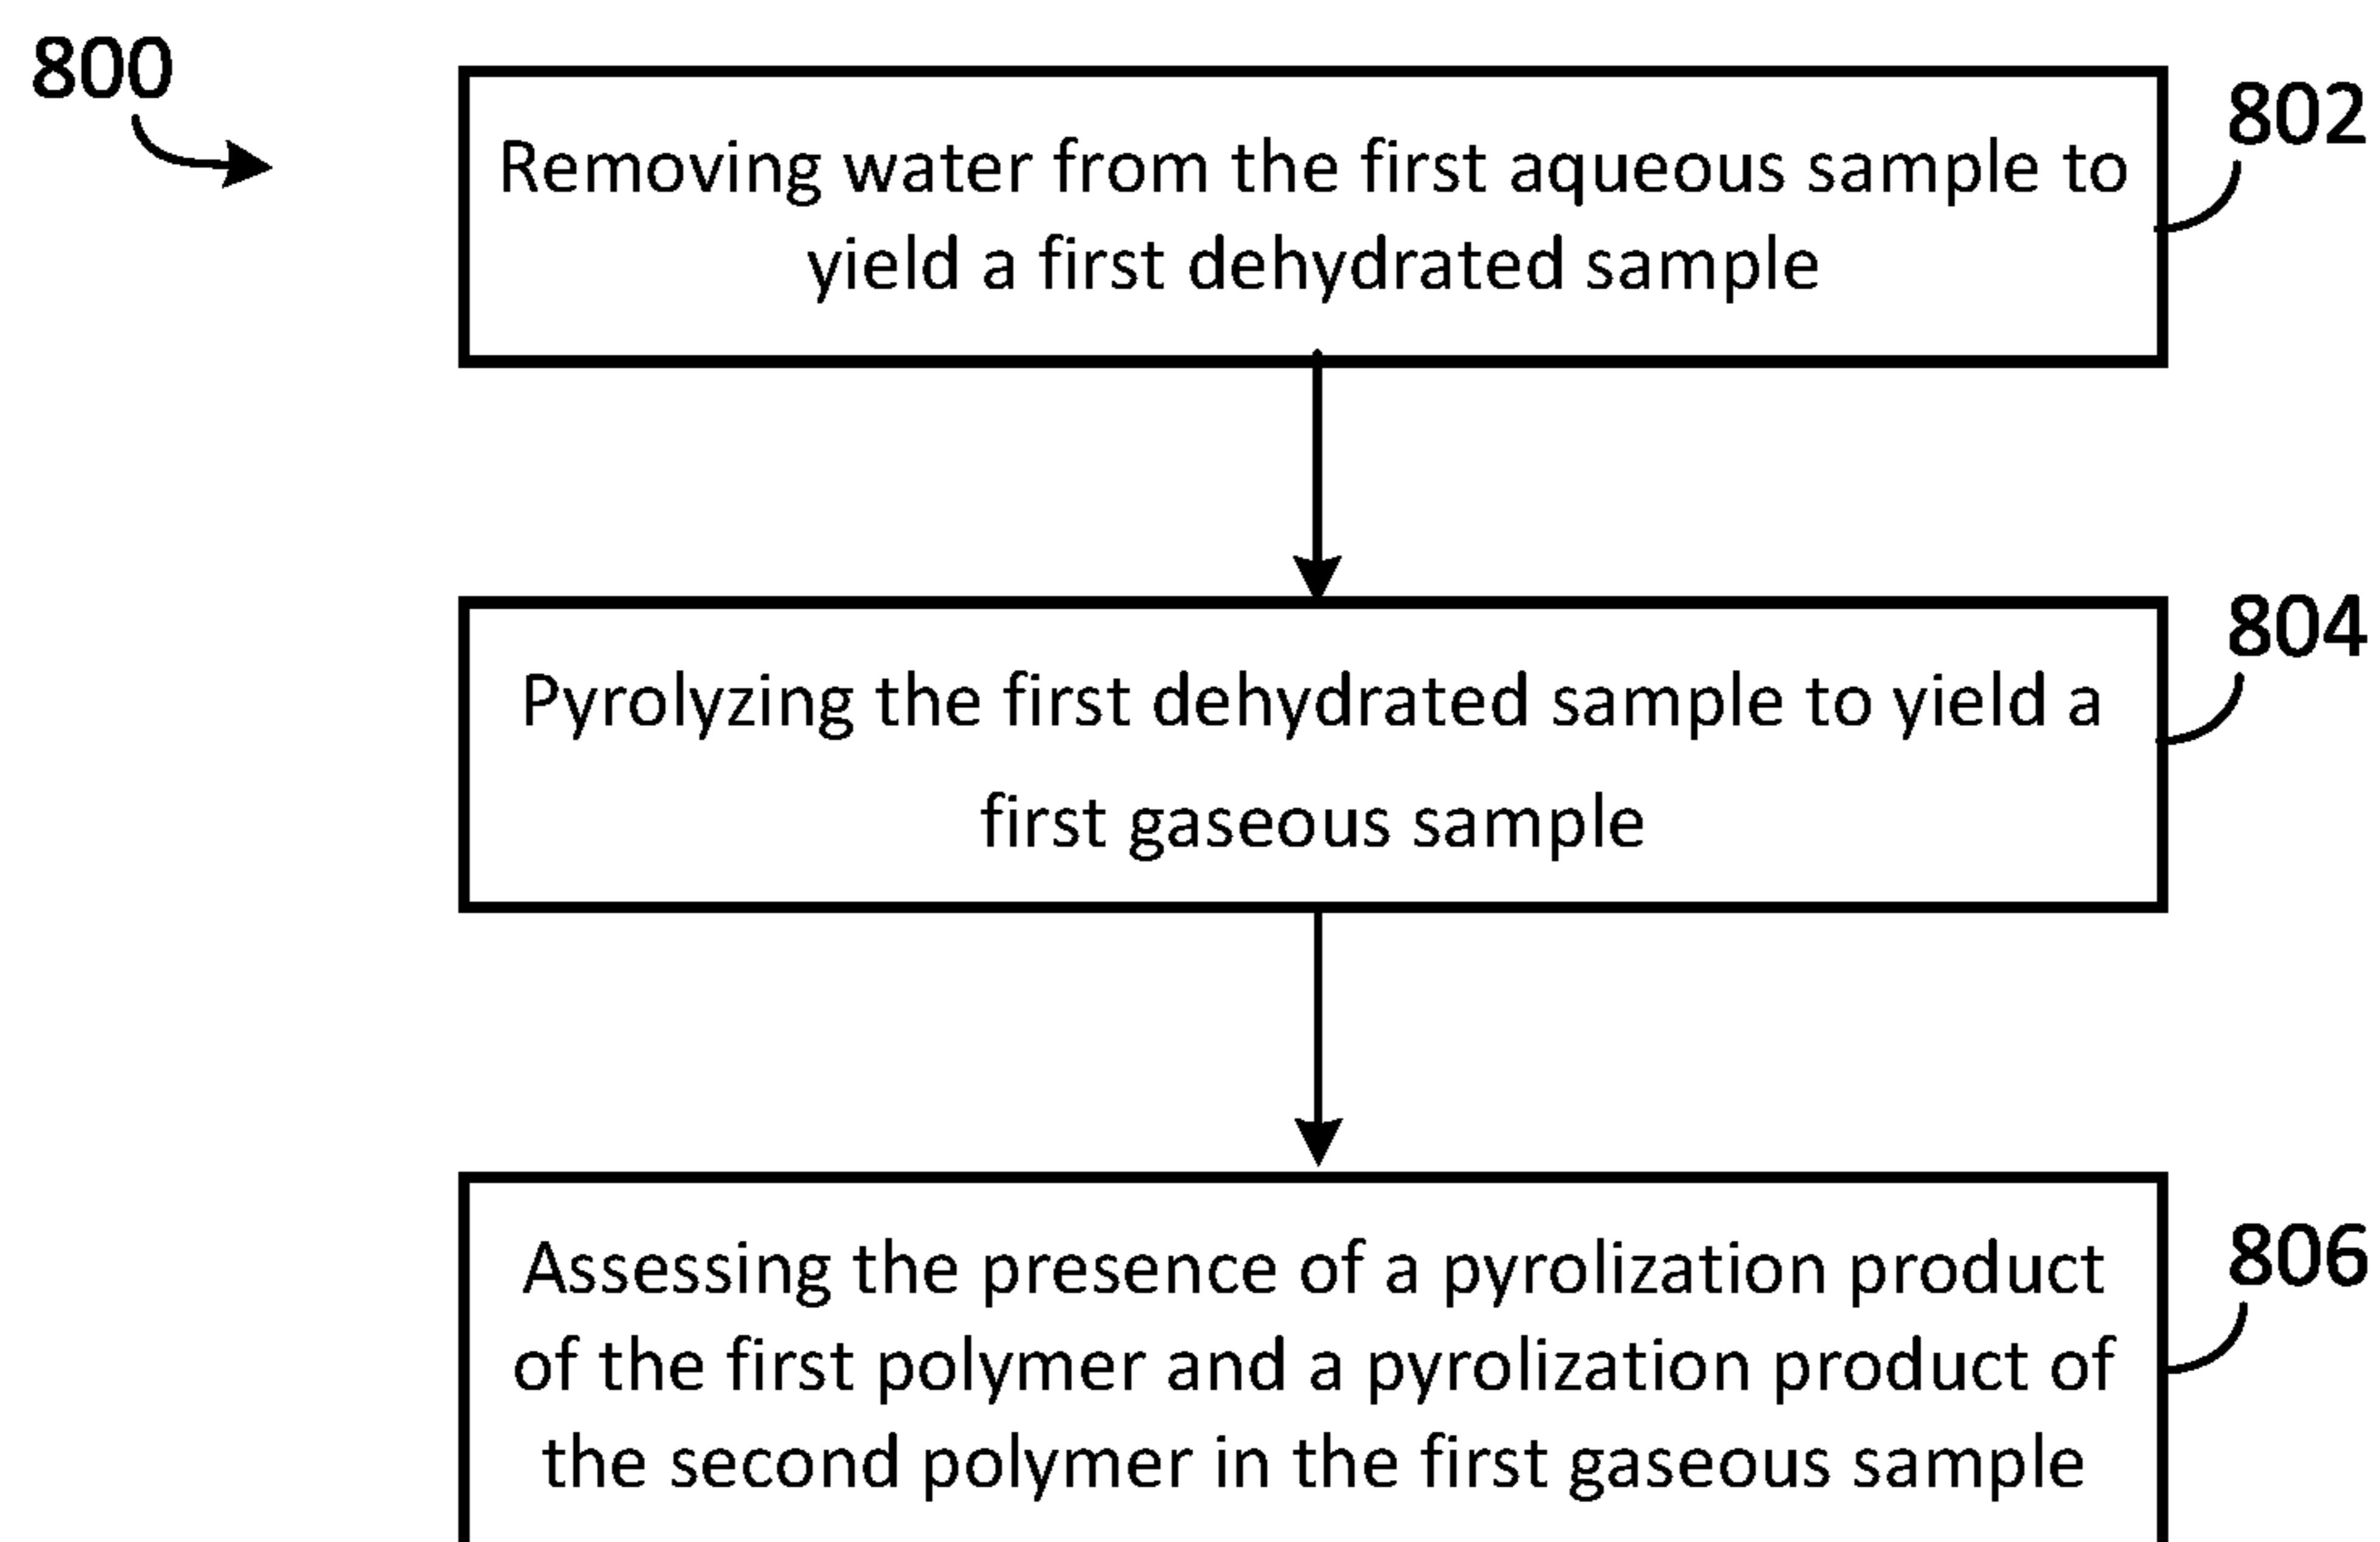 800
802
Removing water from the first aqueous sample to
yield a first dehydrated sample
804
Pyrolyzing the first dehydrated sample to yield a
first gaseous sample
806
Assessing the presence of a pyrolization product
of the first polymer and a pyrolization product of
the second polymer in the first gaseous sample